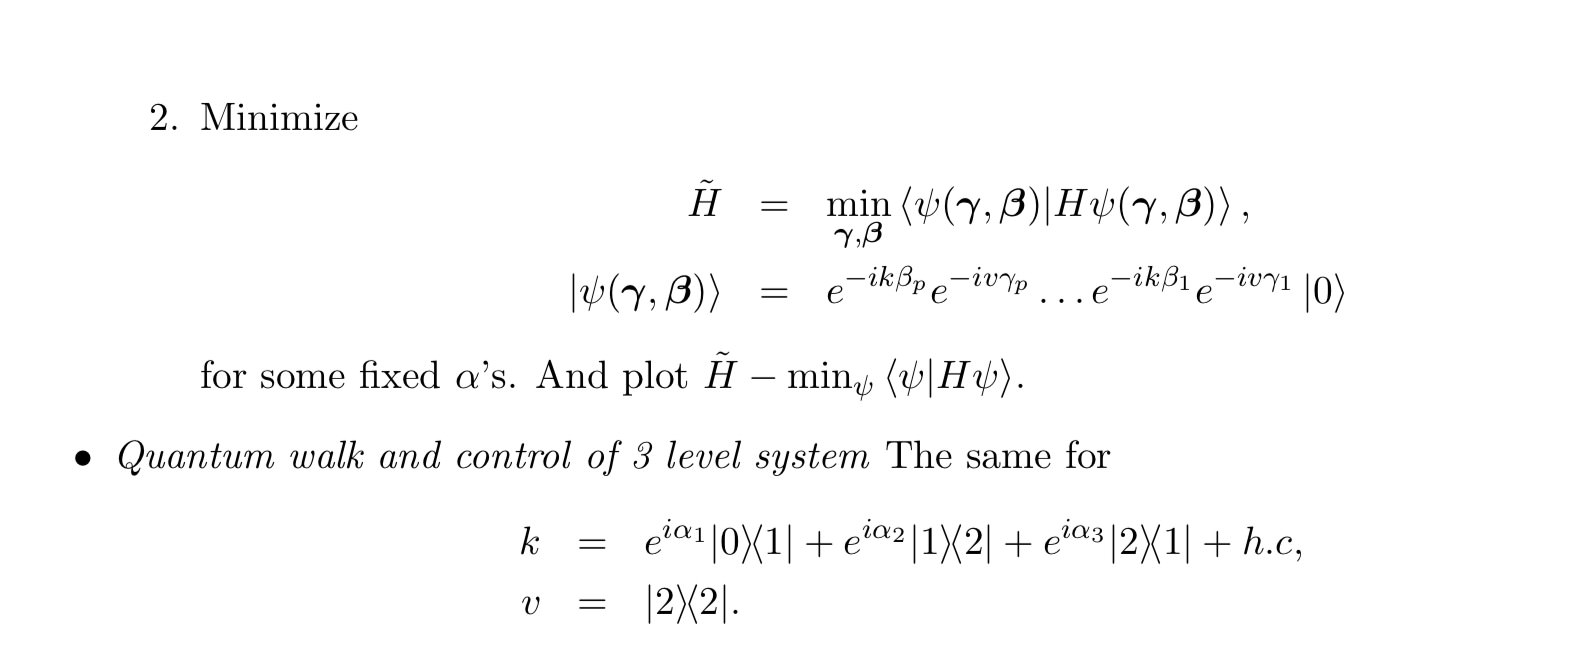 2. Minimize
H̃ = min_{γ,β} ⟨ψ(γ, β)|Hψ(γ, β)⟩ ,
|ψ(γ, β)⟩ = e^{−ikβ_p} e^{−ivγ_p} . . . e^{−ikβ_1} e^{−ivγ_1} |0⟩
for some fixed α’s. And plot H̃ − min_ψ ⟨ψ|Hψ⟩.
• Quantum walk and control of 3 level system The same for
k = e^{iα_1}|0⟩⟨1| + e^{iα_2}|1⟩⟨2| + e^{iα_3}|2⟩⟨1| + h.c,
v = |2⟩⟨2|.